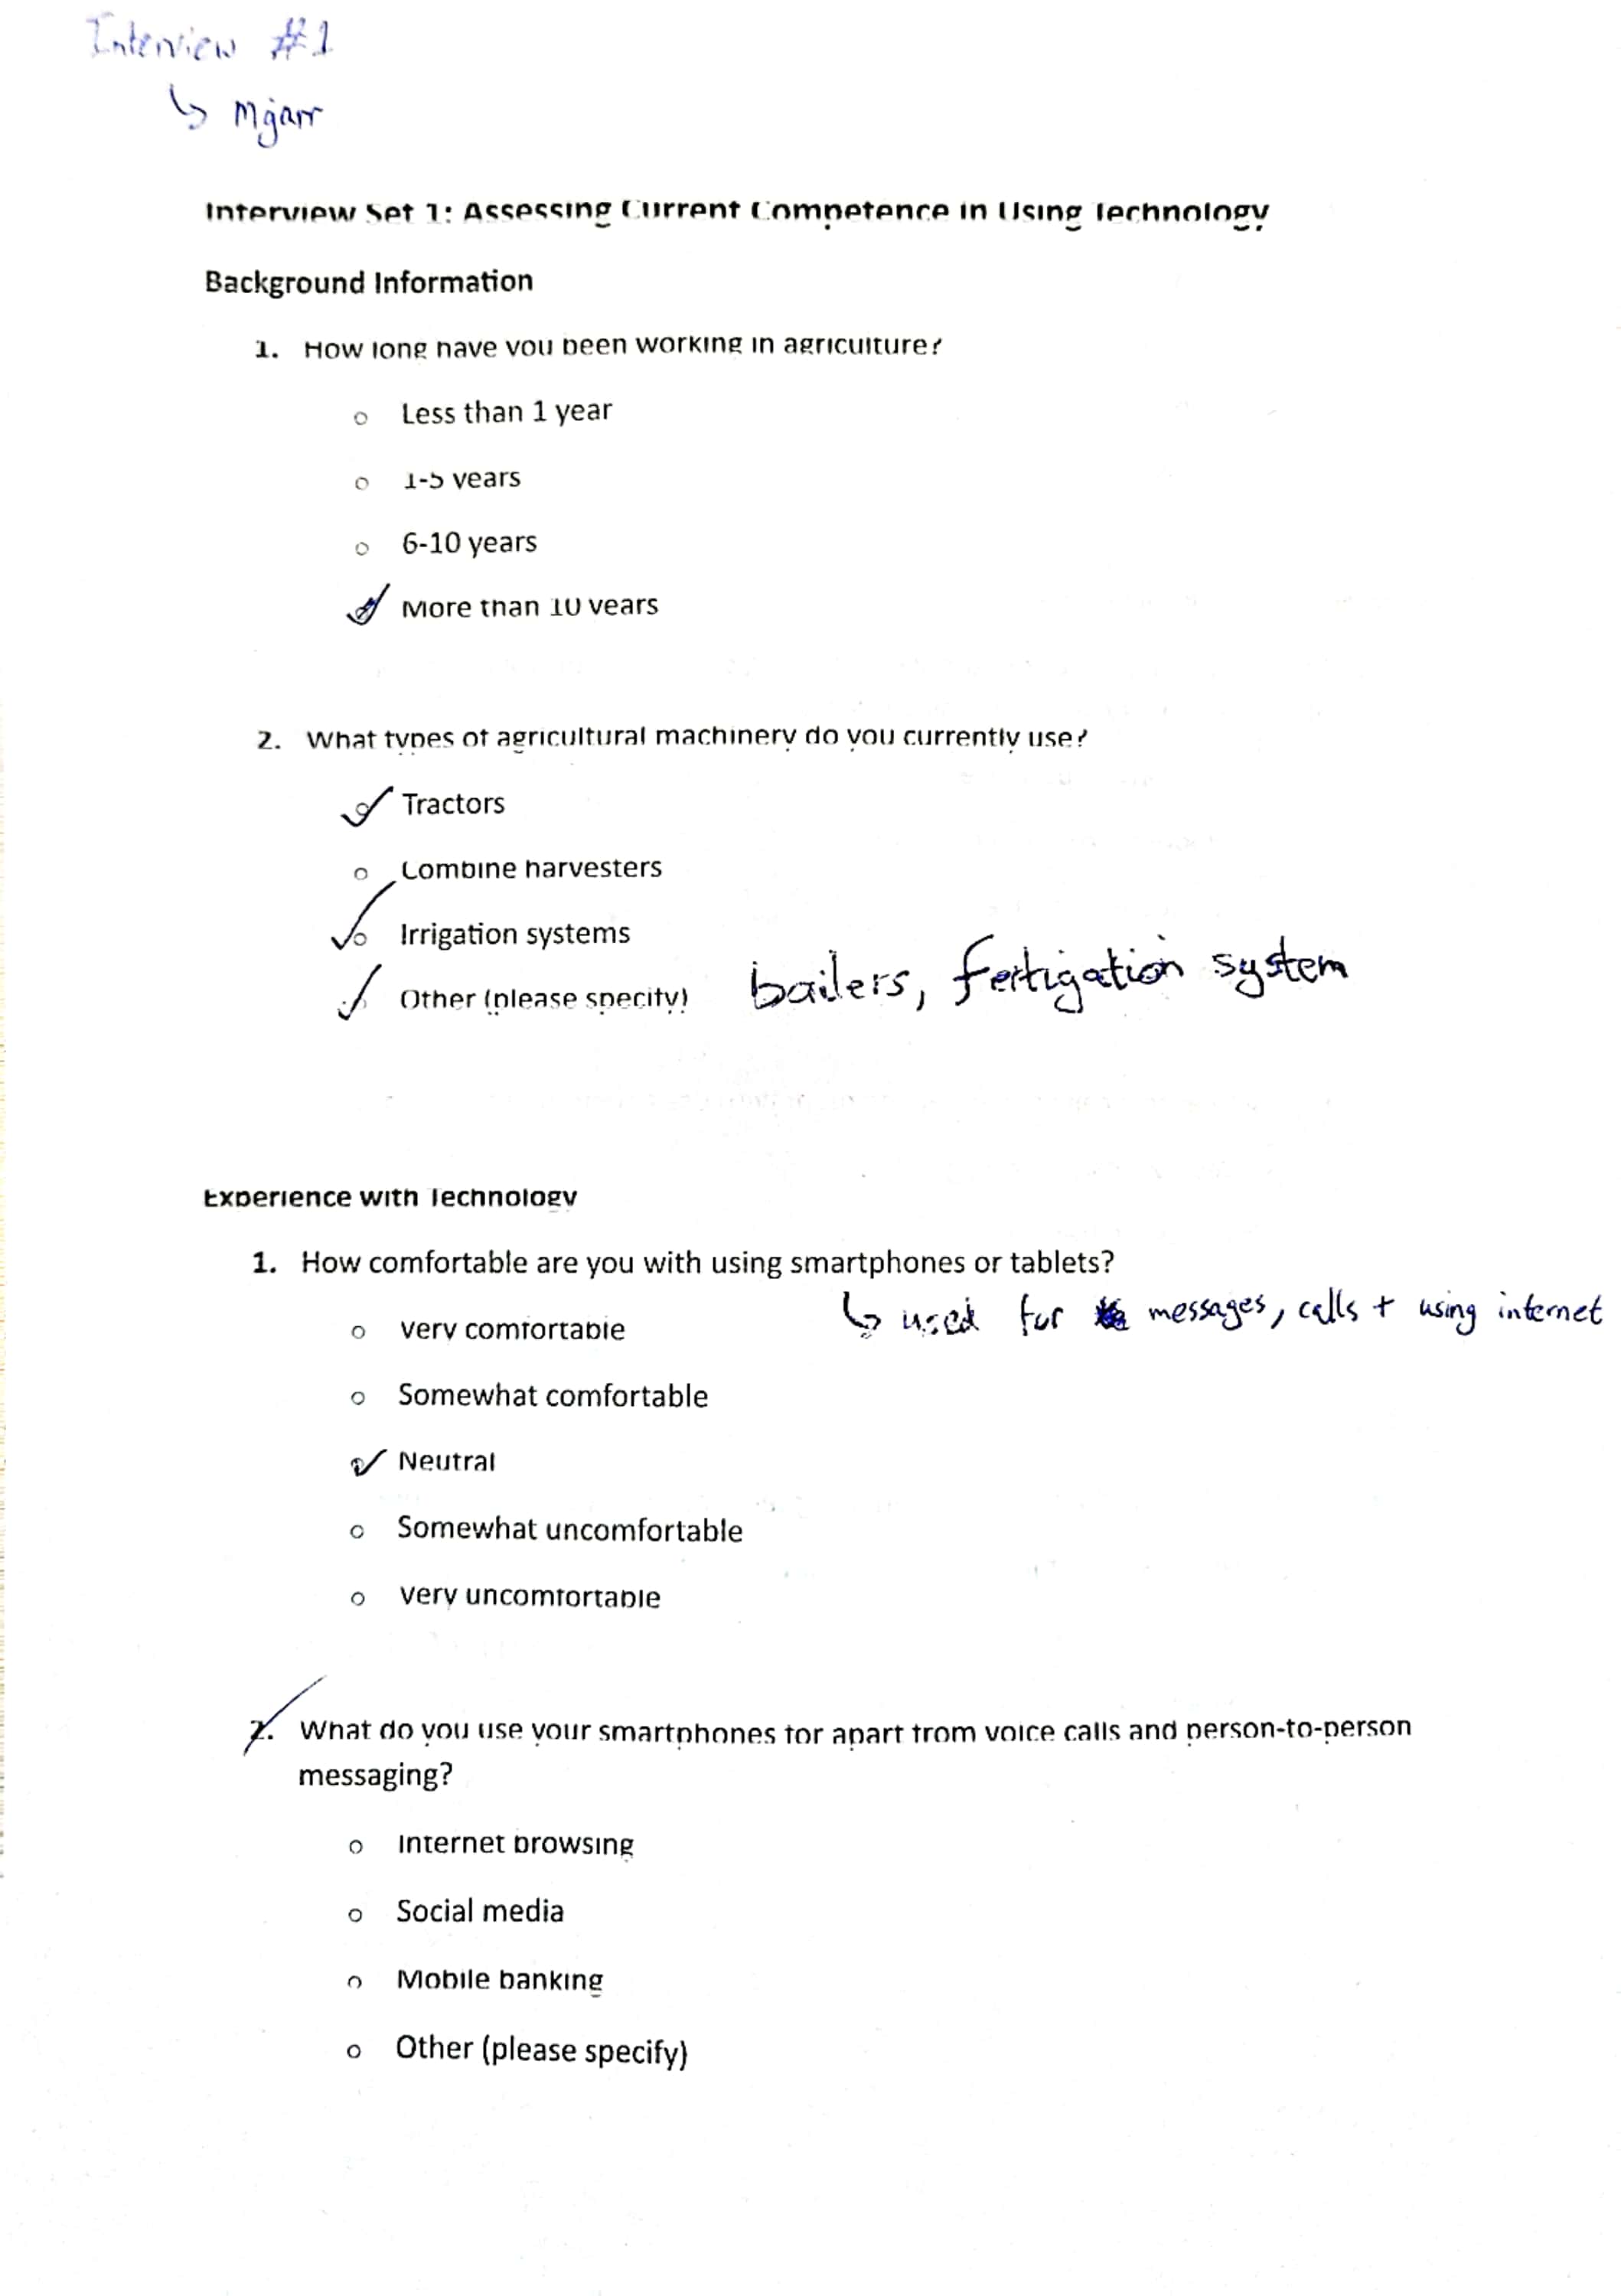 Interview #1
↳ Mġarr
Interview Set 1: Assessing Current Competence in Using Technology
Background Information
1. How long have you been working in agriculture?
o Less than 1 year
o 1-5 years
o 6-10 years
✓ More than 10 years
2. What types of agricultural machinery do you currently use?
✓ Tractors
o Combine harvesters
✓ Irrigation systems
✓ Other (please specify) bailers, fertigation system
Experience with Technology
1. How comfortable are you with using smartphones or tablets?
↳ used for messages, calls + using internet
o Very comfortable
o Somewhat comfortable
✓ Neutral
o Somewhat uncomfortable
o Very uncomfortable
2. What do you use your smartphones for apart from voice calls and person-to-person
messaging?
o Internet browsing
o Social media
o Mobile banking
o Other (please specify)